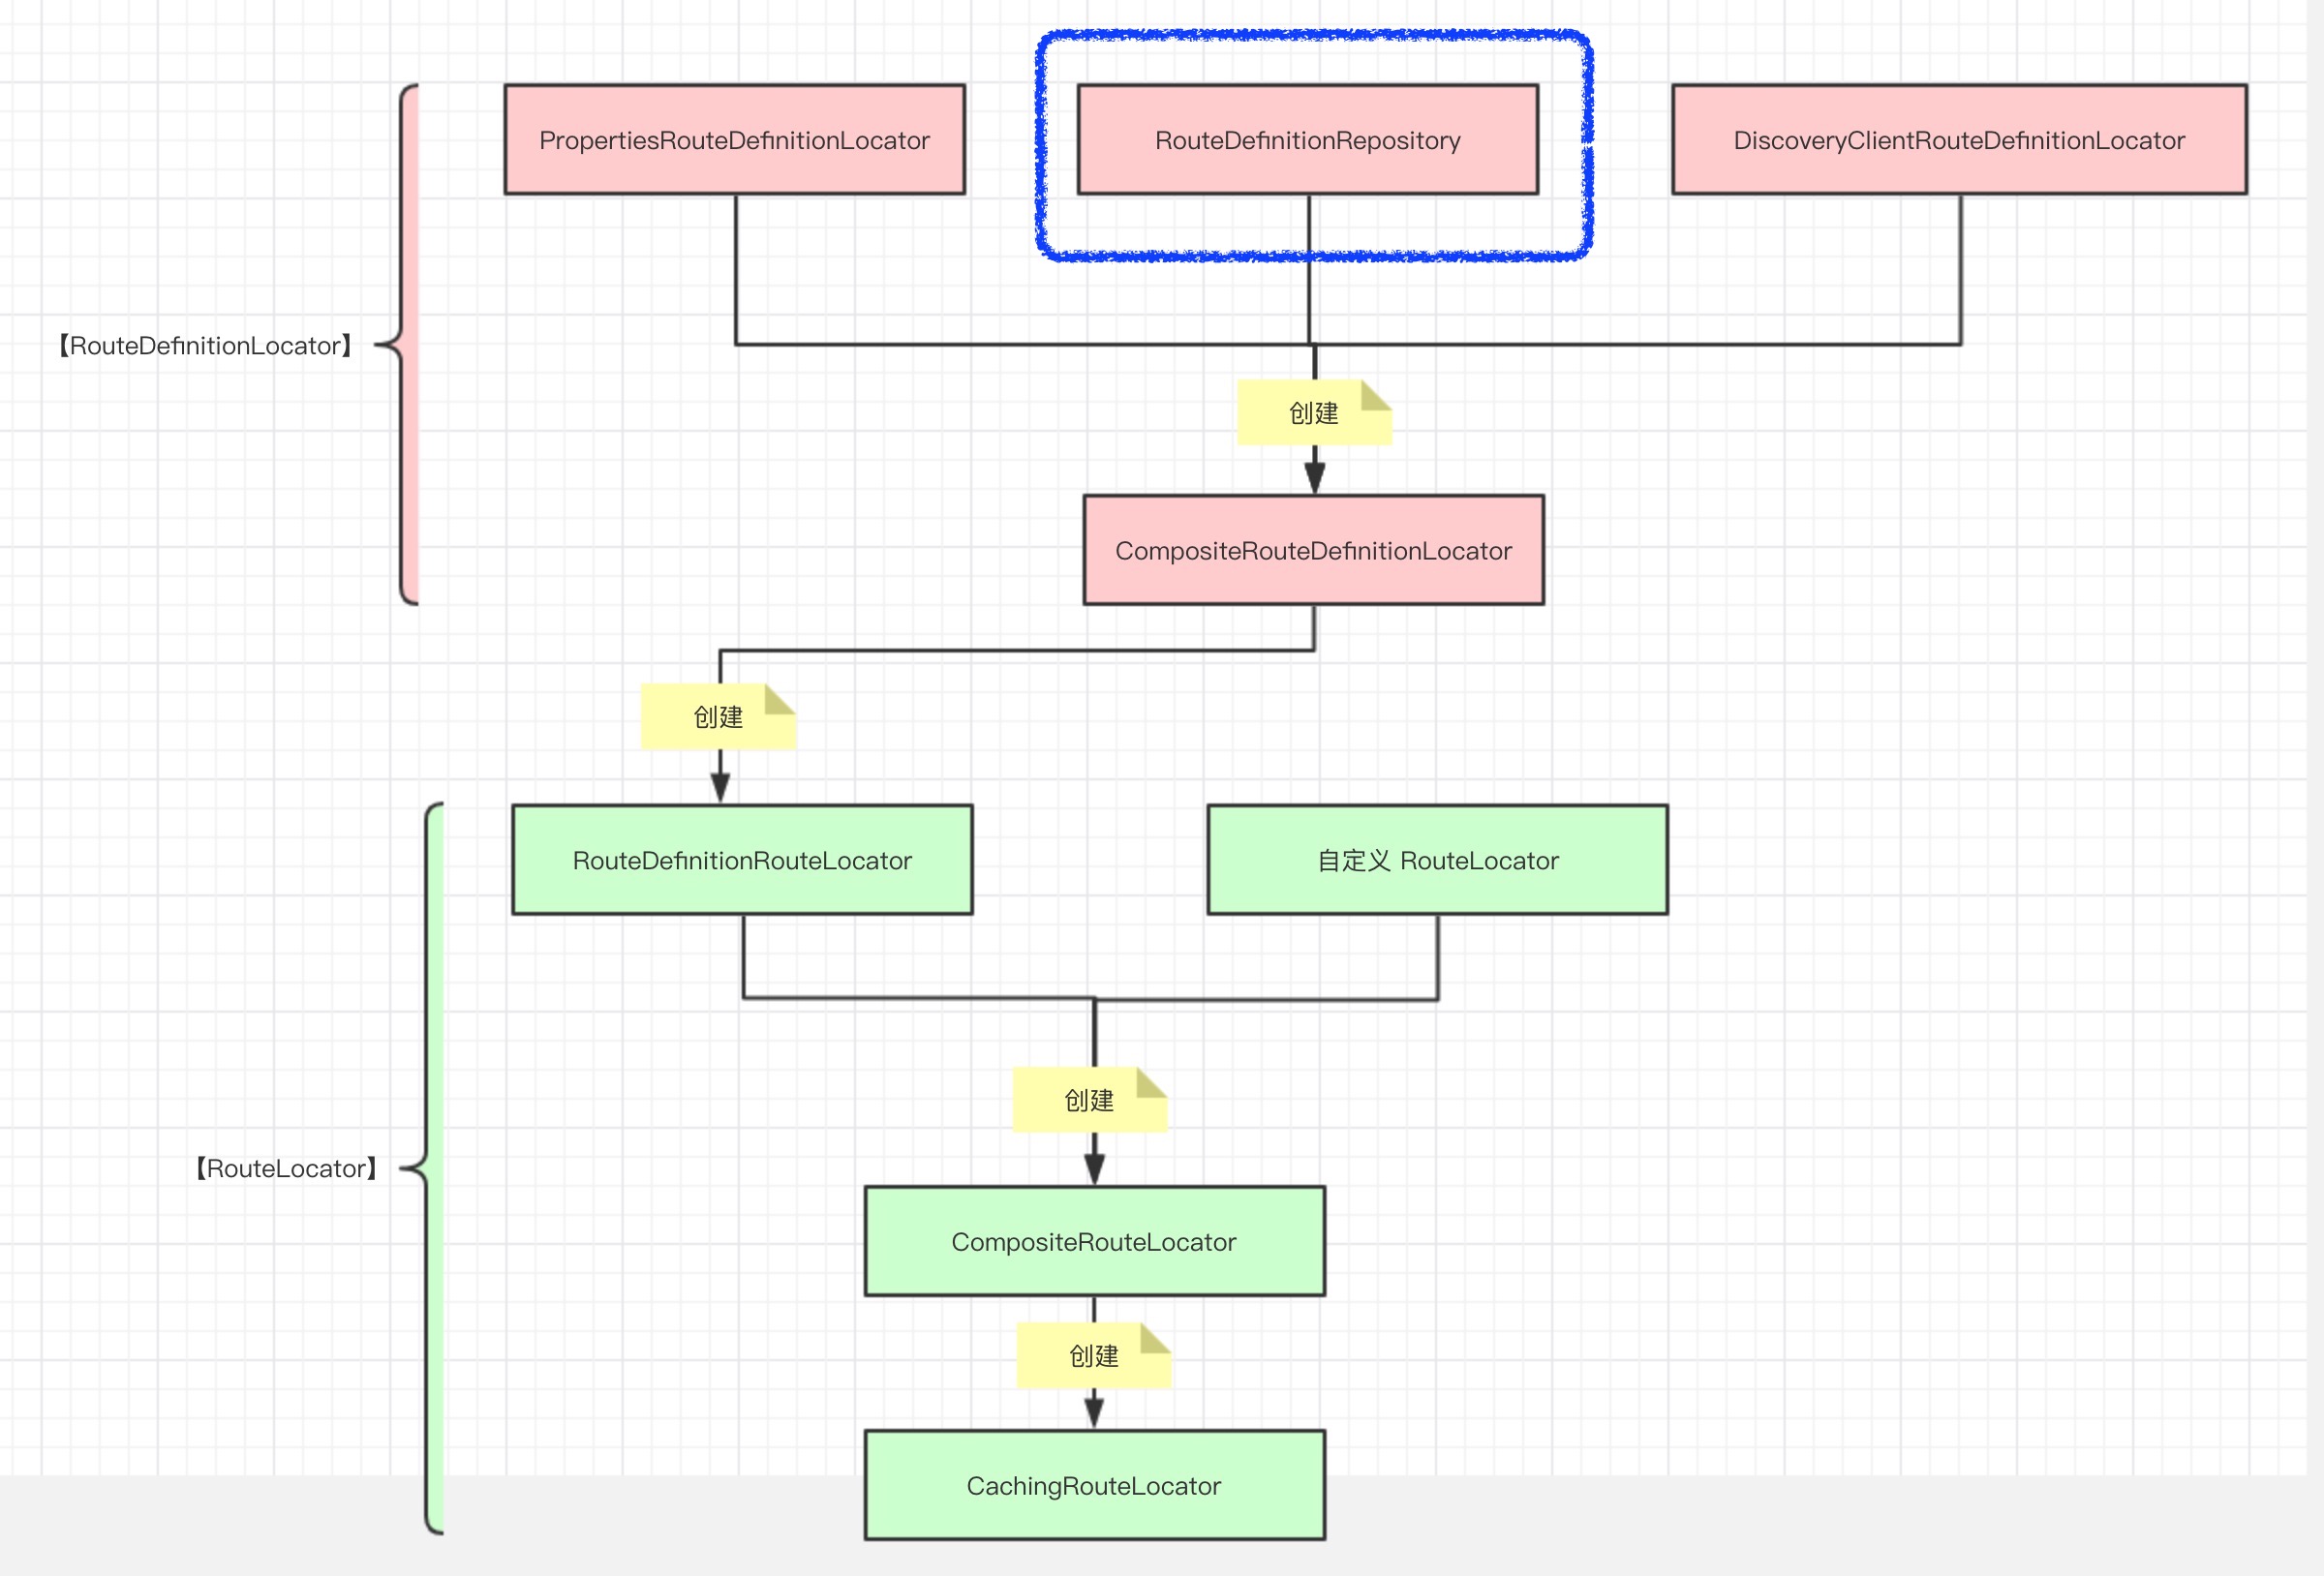 PropertiesRouteDefinitionLocator
RouteDefinitionRepository
DiscoveryClientRouteDefinitionLocator
【RouteDefinitionLocator】
创建
CompositeRouteDefinitionLocator
创建
RouteDefinitionRouteLocator
自定义 RouteLocator
创建
【RouteLocator】
CompositeRouteLocator
创建
CachingRouteLocator